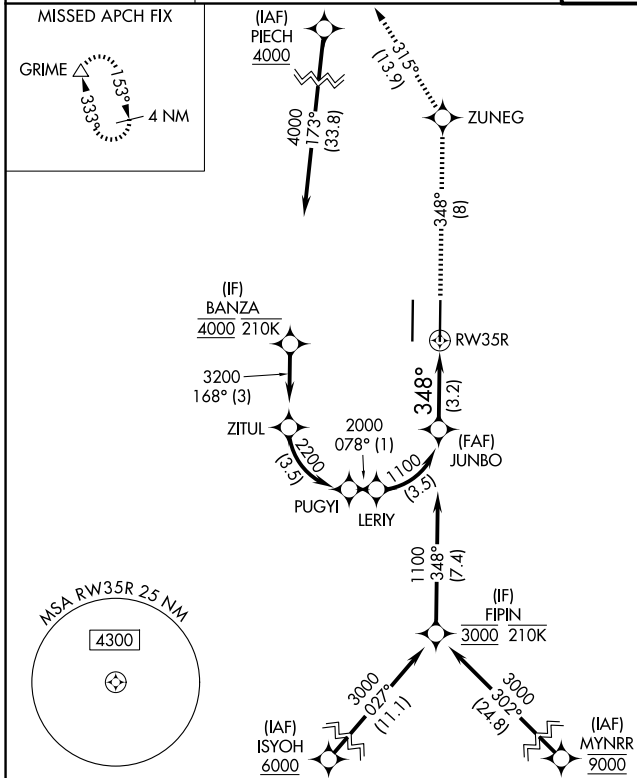 MISSED APCH FIX
GRIME
153°
333°
4 NM
(IAF)
PIECH
4000
4000
173°
(33.8)
315°
(13.9)
ZUNEG
348°
(8)
(IF)
BANZA
4000 210K
3200
168° (3)
ZITUL
2200
(3.5)
PUGYI
2000
078° (1)
LERIY
1100
(3.5)
RW35R
348°
(3.2)
(FAF)
JUNBO
1100
348°
(7.4)
(IF)
FIPIN
3000 210K
MSA RW35R 25 NM
4300
3000
027°
(11.1)
(IAF)
ISYOH
6000
3000
302°
(24.8)
(IAF)
MYNRR
9000